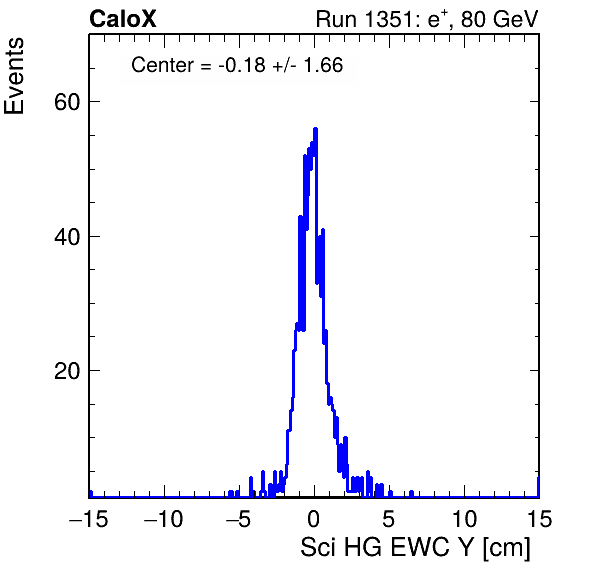 CaloX Run 1351: e⁺, 80 GeV
Center = -0.18 +/- 1.66
Events
60
40
20
−15 −10 −5 0 5 10 15
Sci HG EWC Y [cm]